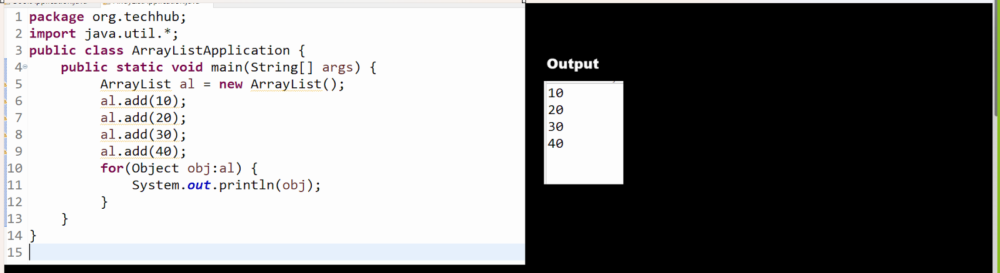 1 package org.techhub;
2 import java.util.*;
3 public class ArrayListApplication {
4 public static void main(String[] args) {
5 ArrayList al = new ArrayList();
6 al.add(10);
7 al.add(20);
8 al.add(30);
9 al.add(40);
10 for(Object obj:al) {
11 System.out.println(obj);
12 }
13 }
14 }
15
Output
10
20
30
40